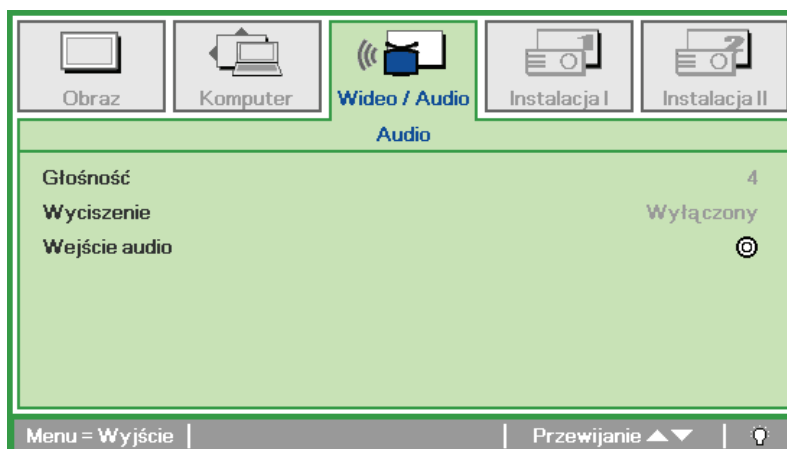 Obraz
Komputer
Wideo / Audio
Instalacja I
Instalacja II
Audio
Głośność 4
Wyciszenie Wyłączony
Wejście audio
Menu = Wyjście
Przewijanie